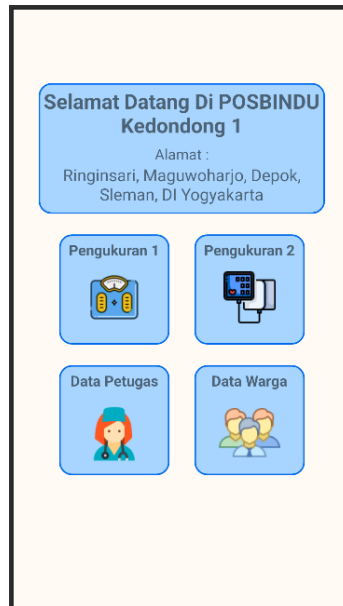 Selamat Datang Di POSBINDU
Kedondong 1
Alamat :
Ringinsari, Maguwoharjo, Depok,
Sleman, DI Yogyakarta
Pengukuran 1
Pengukuran 2
Data Petugas
Data Warga